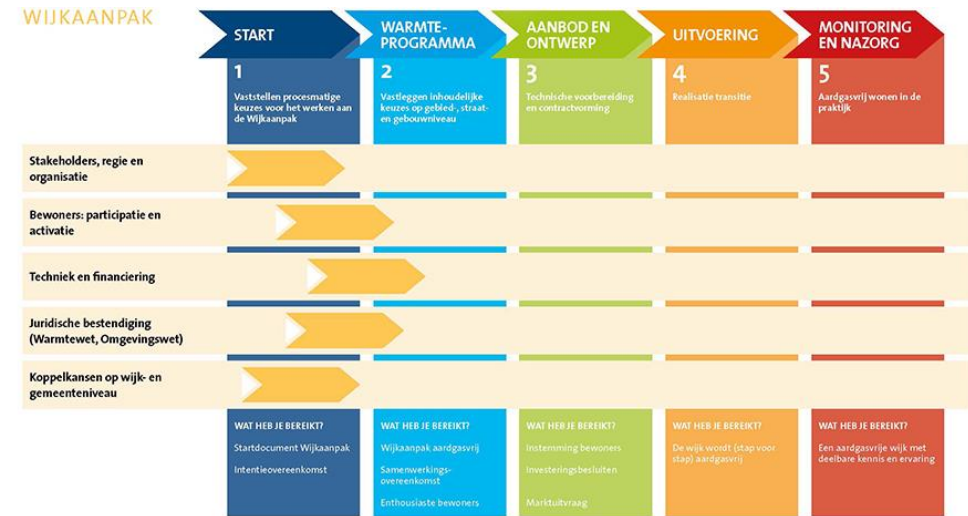 WIJKAANPAK
START
WARMTE-
PROGRAMMA
AANBOD EN
ONTWERP
UITVOERING
MONITORING
EN NAZORG
1
Vaststellen procesmatige
keuzes voor het werken aan
de Wijkaanpak
2
Vastleggen inhoudelijke
keuzes op gebied-, straat-
en gebouwniveau
3
Technische voorbereiding
en contractvorming
4
Realisatie transitie
5
Aardgasvrij wonen in de
praktijk
Stakeholders, regie en
organisatie
Bewoners: participatie en
activatie
Techniek en financiering
Juridische bestendiging
(Warmtewet, Omgevingswet)
Koppelkansen op wijk- en
gemeenteniveau
WAT HEB JE BEREIKT?
Startdocument Wijkaanpak
Intentieovereenkomst
WAT HEB JE BEREIKT?
Wijkaanpak aardgasvrij
Samenwerkings-
overeenkomst
Enthousiaste bewoners
WAT HEB JE BEREIKT?
Instemming bewoners
Investeringsbesluiten
Marktuitvraag
WAT HEB JE BEREIKT?
De wijk wordt (stap voor
stap) aardgasvrij
WAT HEB JE BEREIKT?
Een aardgasvrije wijk met
deelbare kennis en ervaring